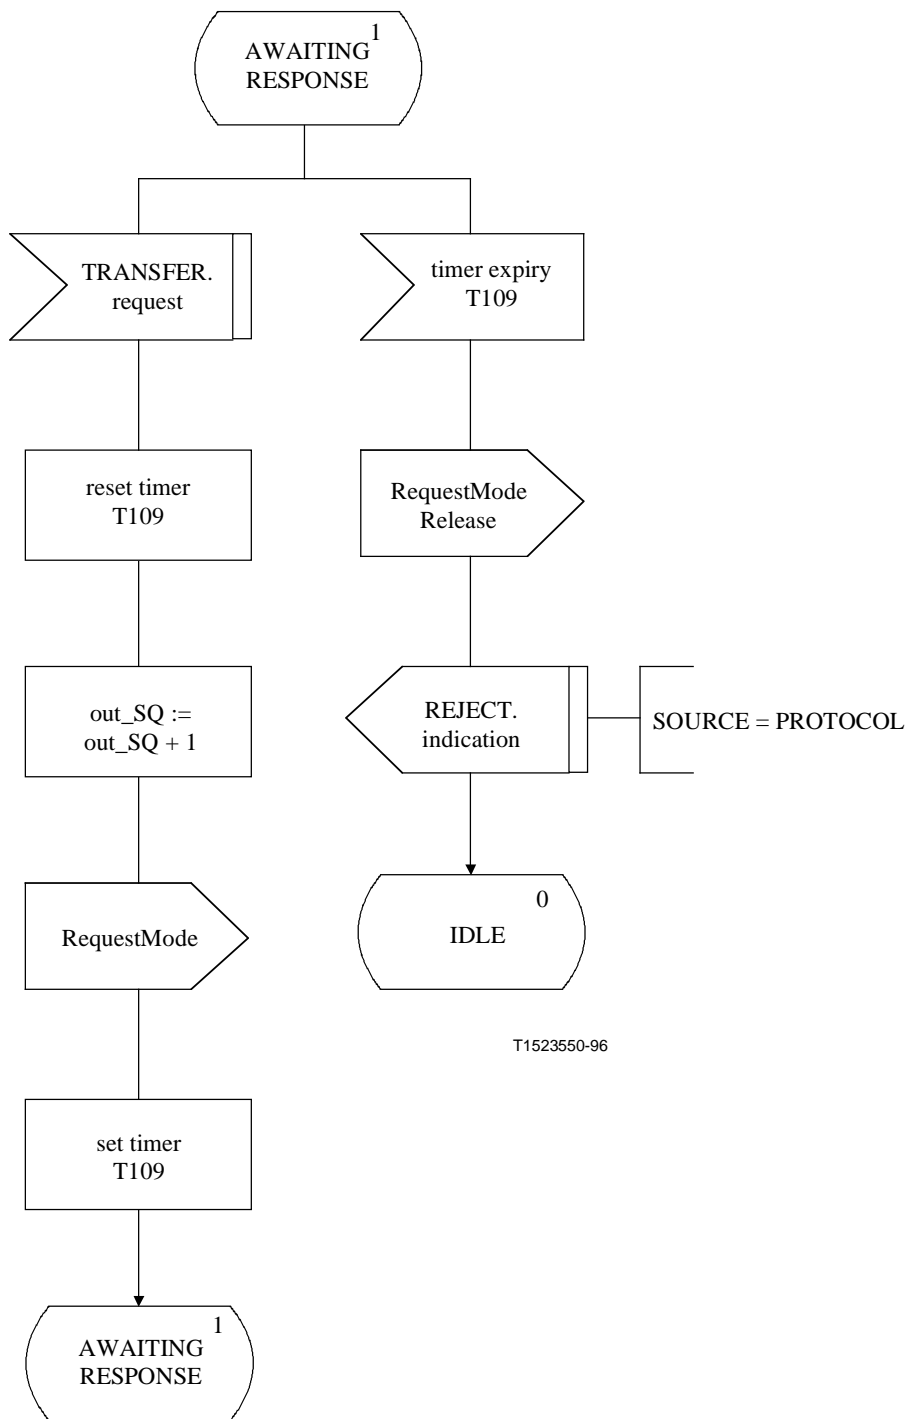 1
AWAITING
RESPONSE
TRANSFER.
request
timer expiry
T109
reset timer
T109
RequestMode
Release
out_SQ :=
out_SQ + 1
REJECT.
indication
SOURCE = PROTOCOL
RequestMode
0
IDLE
T1523550-96
set timer
T109
1
AWAITING
RESPONSE